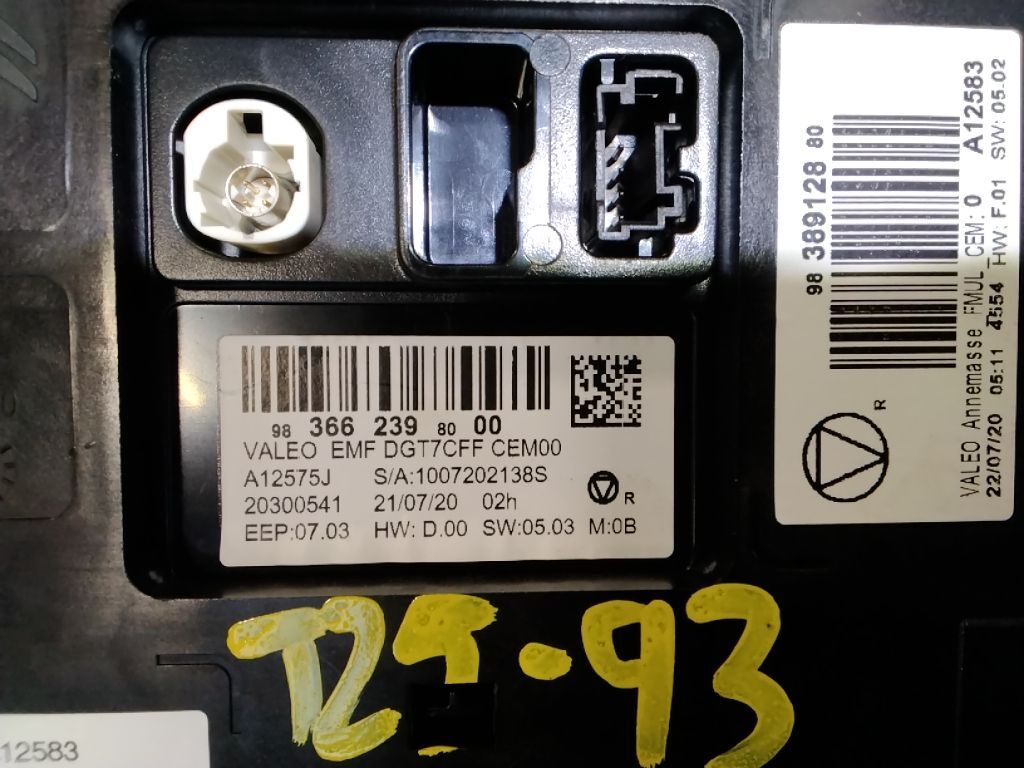 98 366 239 80 00
VALEO EMF DGT7CFF CEM00
A12575J S/A:1007202138S
20300541 21/07/20 02h
EEP:07.03 HW: D.00 SW:05.03 M:0B
R
98 389128 80
VALEO Annemasse FMUL CEM: 0 A12583
22/07/20 05:11 4554 HW: F.01 SW: 05.02
R
-93
12583